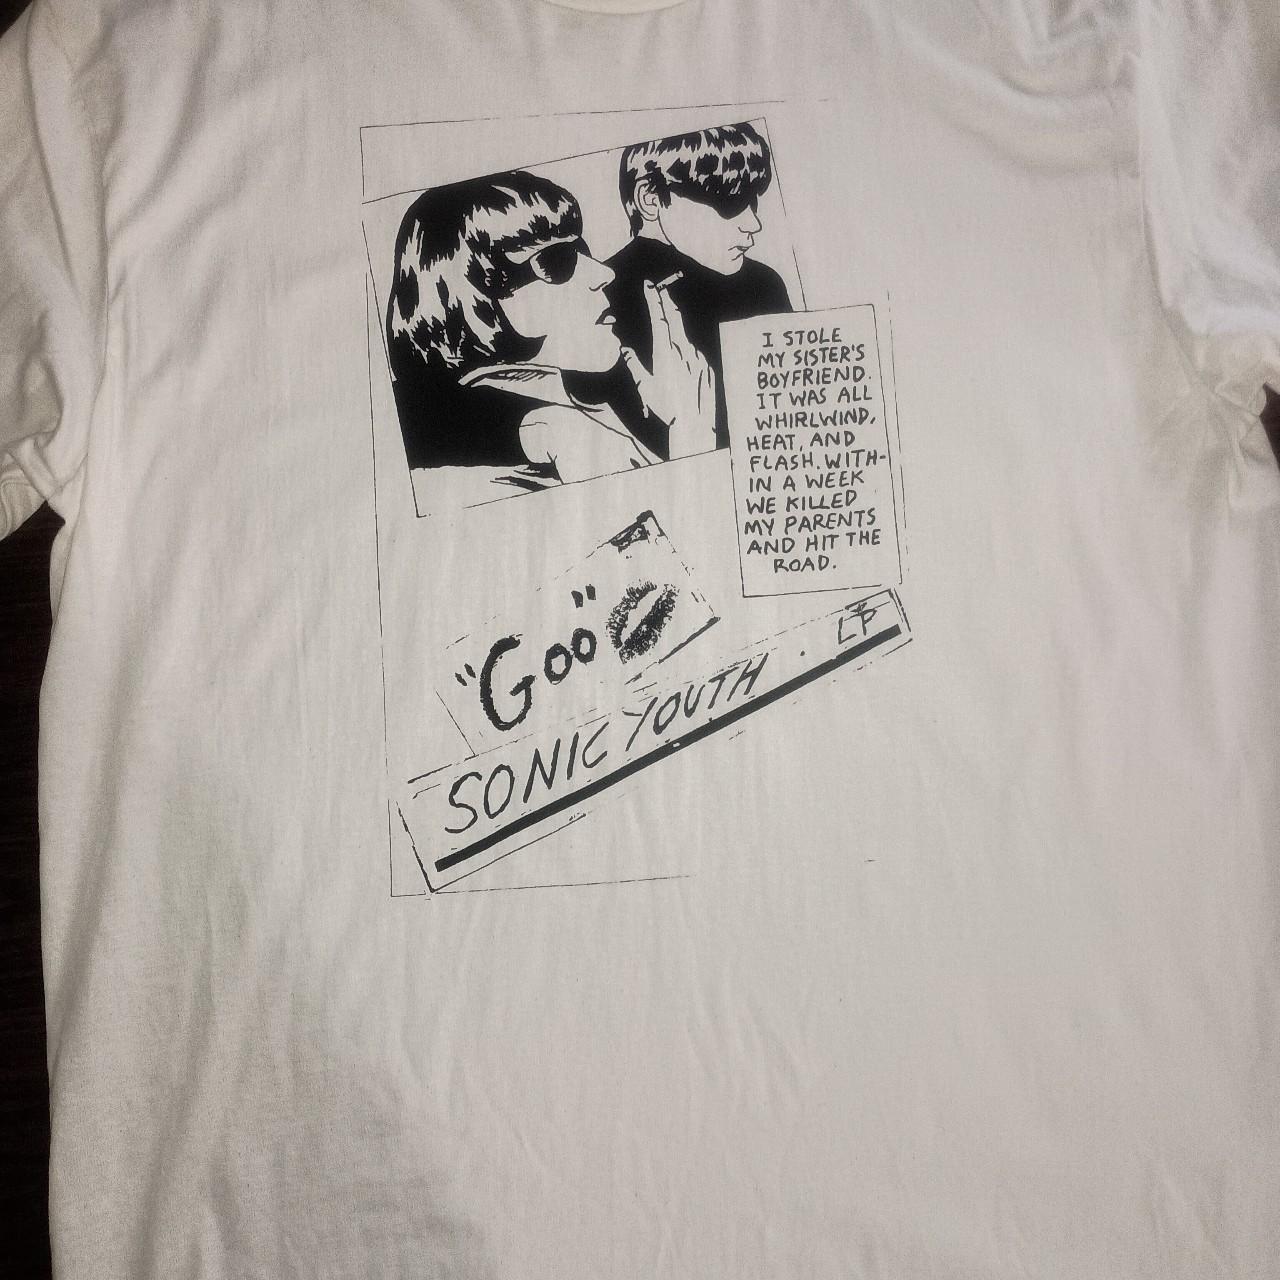 I STOLE
MY SISTER'S
BOYFRIEND.
IT WAS ALL
WHIRLWIND,
HEAT, AND
FLASH. WITH-
IN A WEEK
WE KILLED
MY PARENTS
AND HIT THE
ROAD.
"GOO"
SONIC YOUTH . LP